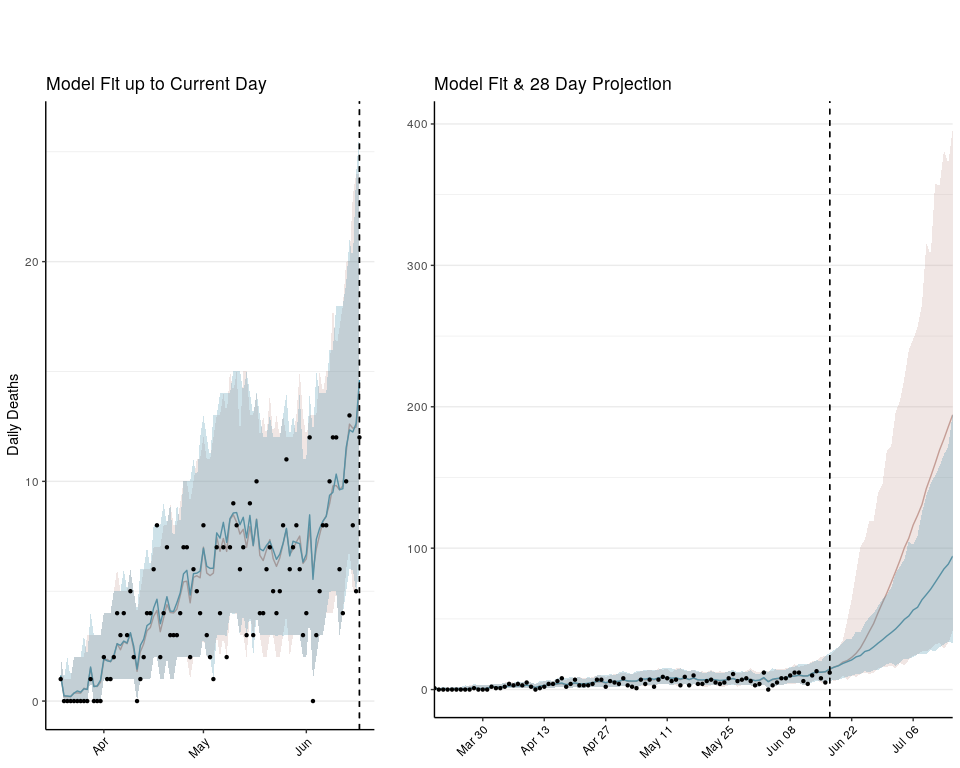 Model Fit up to Current Day
Daily Deaths
20
10
0
Apr
May
Jun
Model Fit & 28 Day Projection
400
300
200
100
0
Mar 30
Apr 13
Apr 27
May 11
May 25
Jun 08
Jun 22
Jul 06